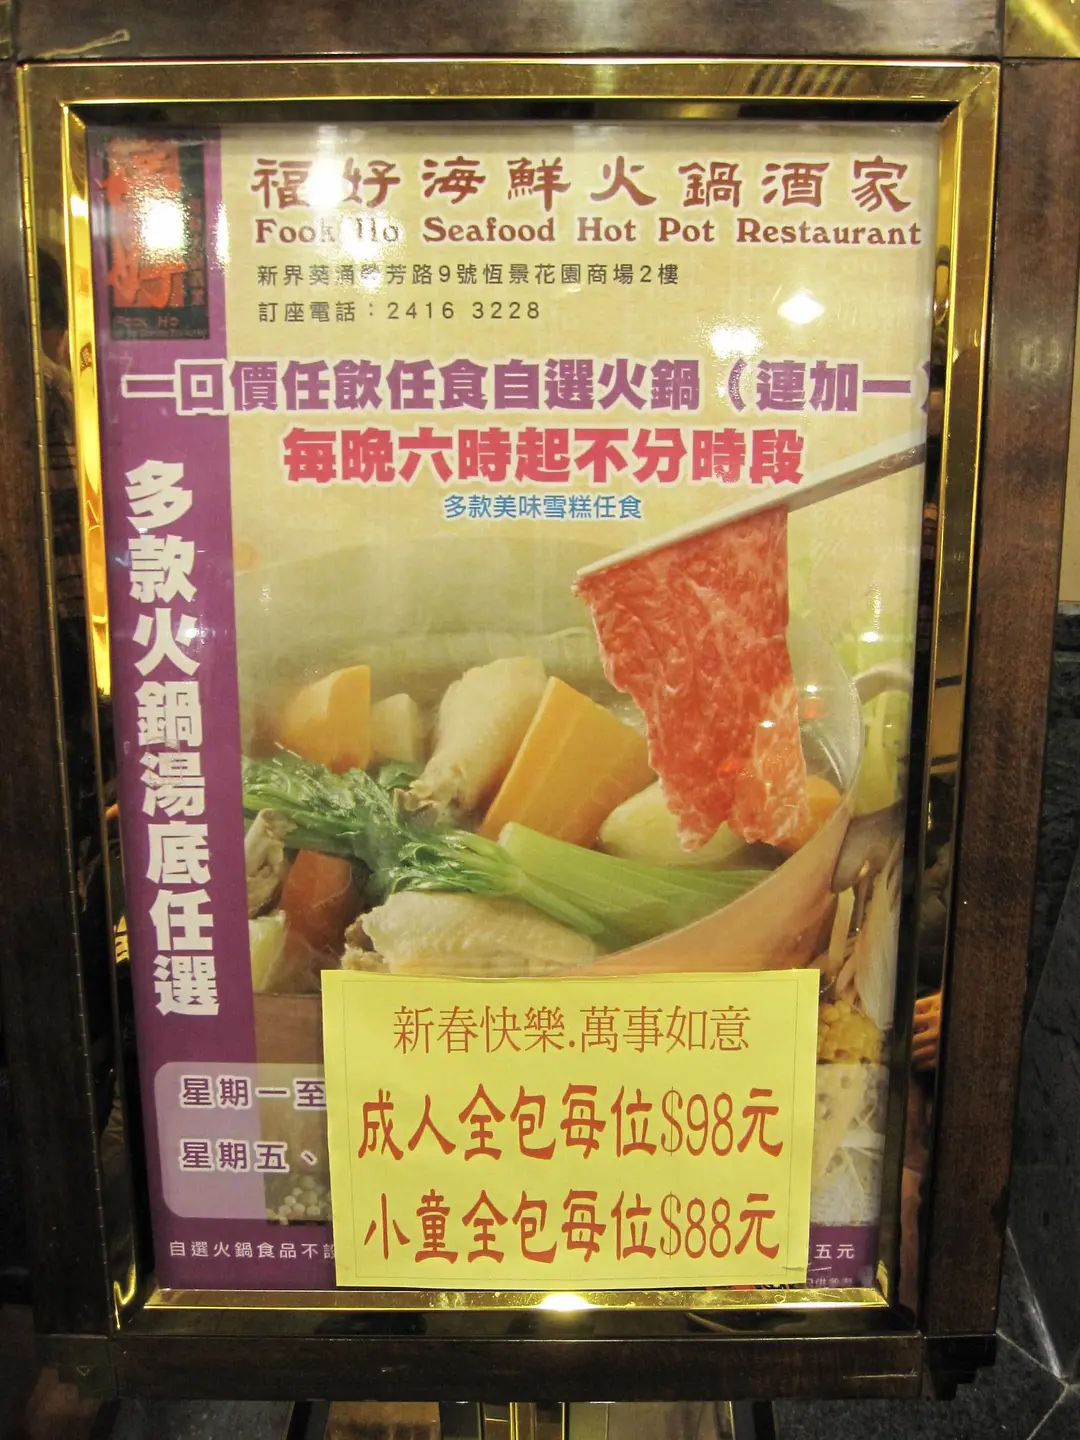 福好海鮮火鍋酒家
Fook Ho Seafood Hot Pot Restaurant
新界葵涌 芳路9號恆景花園商場2樓
訂座電話：2416 3228
一口價任飲任食自選火鍋（連加一）
每晚六時起不分時段
多款美味雪糕任食
多款火鍋湯底任選
新春快樂.萬事如意
成人全包每位$98元
小童全包每位$88元
星期一至
星期五、
自選火鍋食品不設
五元